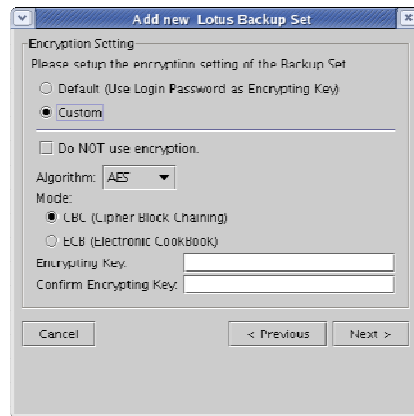 Add new Lotus Backup Set
Encryption Setting
Please setup the encryption setting of the Backup Set
Default (Use Login Password as Encrypting Key)
Custom
Do NOT use encryption.
Algorithm: AES
Mode:
CBC (Cipher Block Chaining)
ECB (Electronic CookBook)
Encrypting Key:
Confirm Encrypting Key:
Cancel < Previous Next >